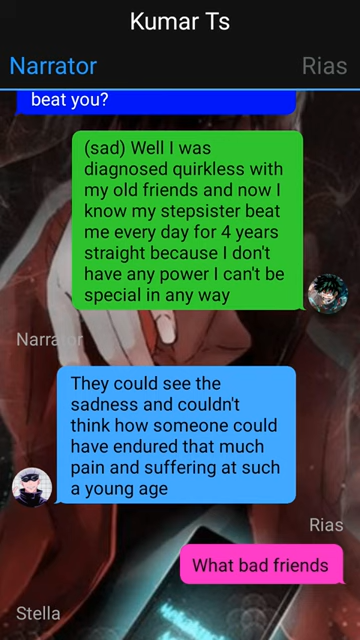 Kumar Ts
Narrator
Rias
beat you?
(sad) Well I was
diagnosed quirkless with
my old friends and now I
know my stepsister beat
me every day for 4 years
straight because I don't
have any power I can't be
special in any way
Narrator
They could see the
sadness and couldn't
think how someone could
have endured that much
pain and suffering at such
a young age
Rias
What bad friends
Stella